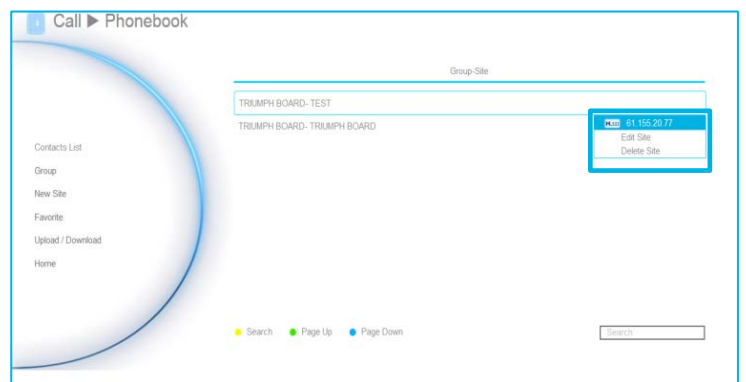 Call ▶ Phonebook
Group-Site
TRIUMPH BOARD- TEST
TRIUMPH BOARD- TRIUMPH BOARD
H.323 61.155.20.77
Edit Site
Delete Site
Contacts List
Group
New Site
Favorite
Upload / Download
Home
Search
Page Up
Page Down
Search